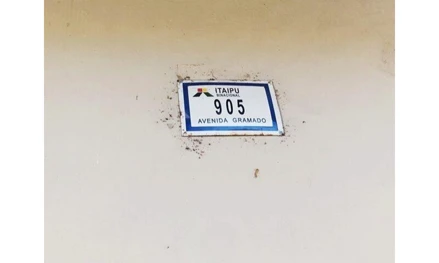 ITAIPU
BINACIONAL
905
AVENIDA GRAMADO